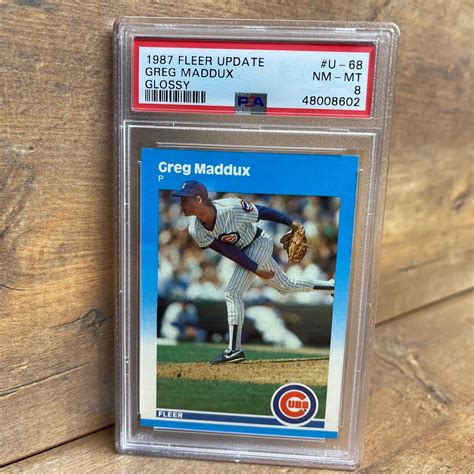 1987 FLEER UPDATE #U-68
GREG MADDUX NM-MT
GLOSSY 8
PSA 48008602
Greg Maddux
P
FLEER
CUBS